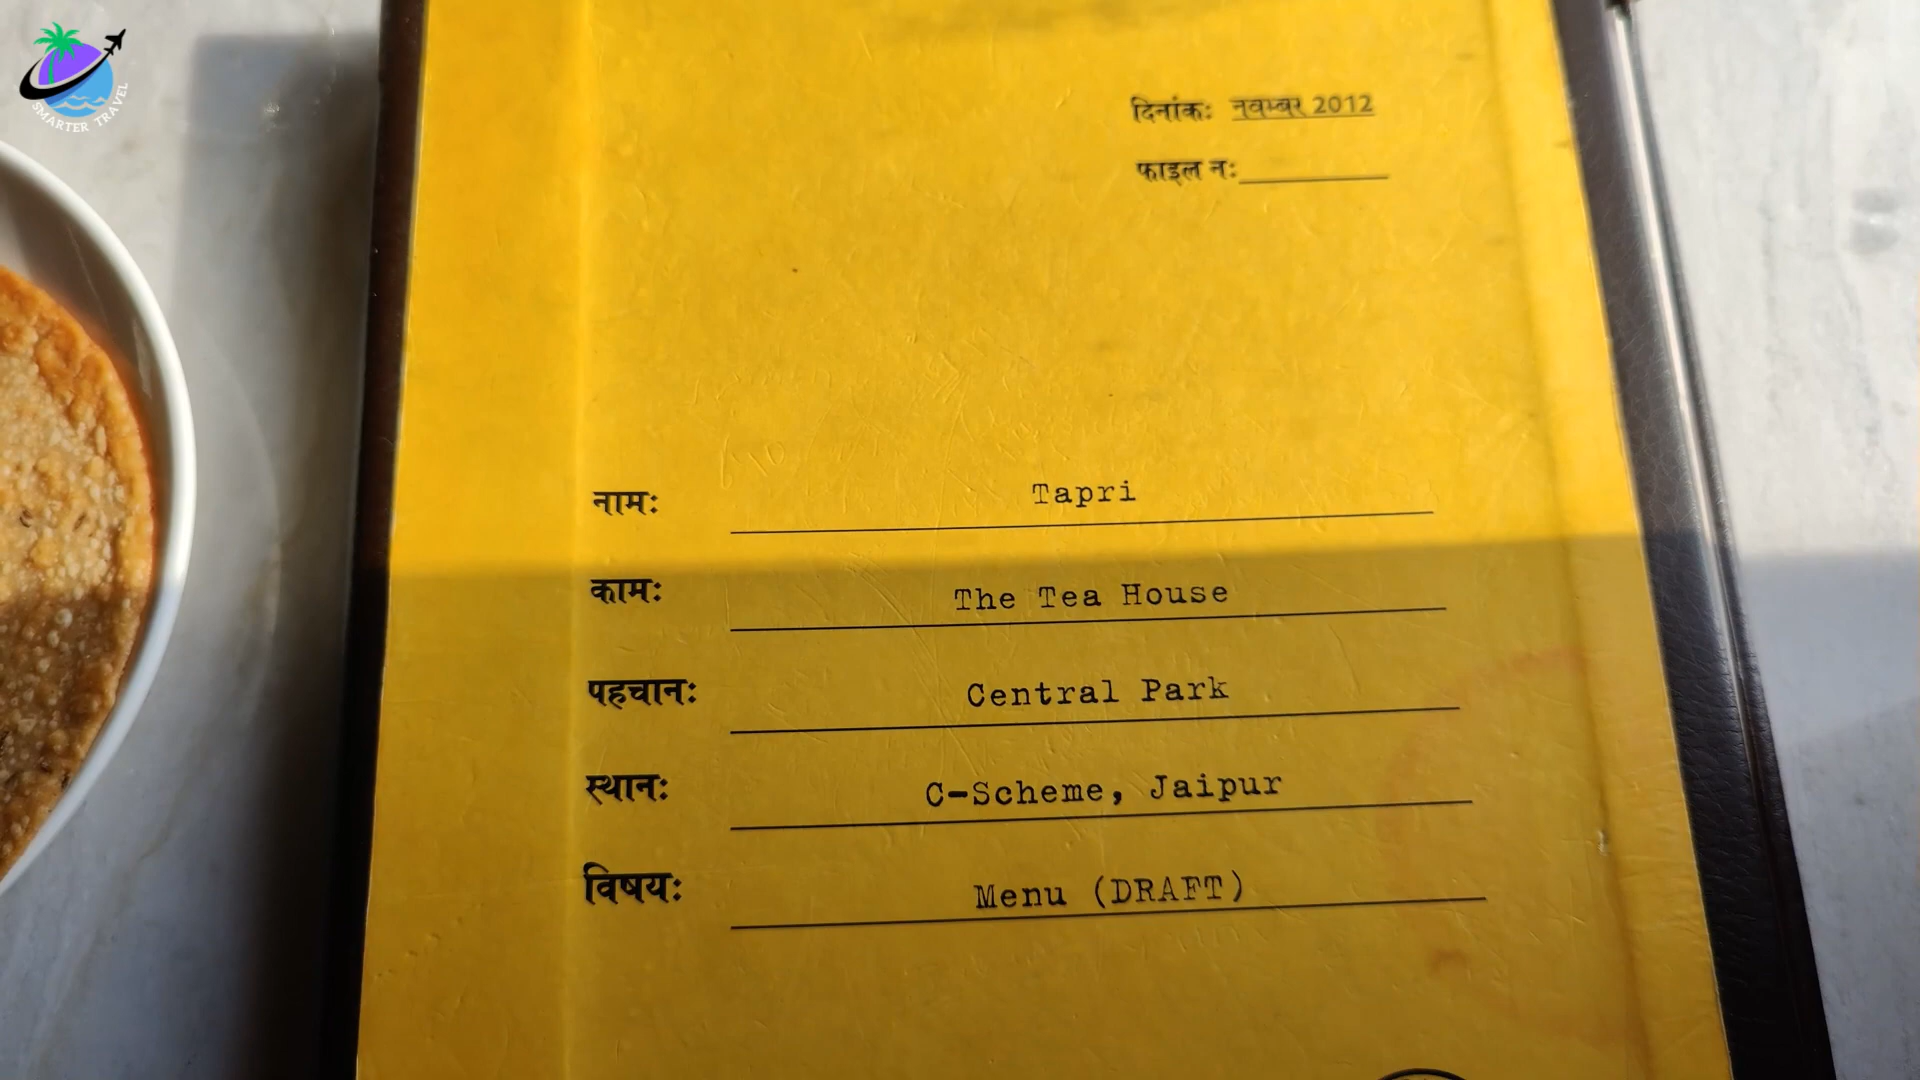 SMARTER TRAVEL
दिनांकः नवम्बर 2012
फाइल नः
नामः Tapri
कामः The Tea House
पहचानः Central Park
स्थानः C-Scheme, Jaipur
विषयः Menu (DRAFT)